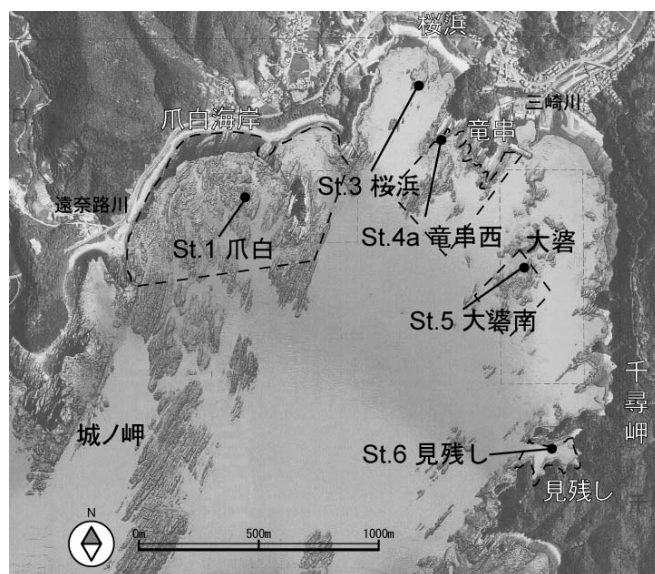 桜浜
爪白海岸
三崎川
竜串
遠奈路川
St.3 桜浜
St.1 爪白
St.4a 竜串西
大碆
St.5 大碆南
千尋岬
城ノ岬
St.6 見残し
見残し
N
0m 500m 1000m